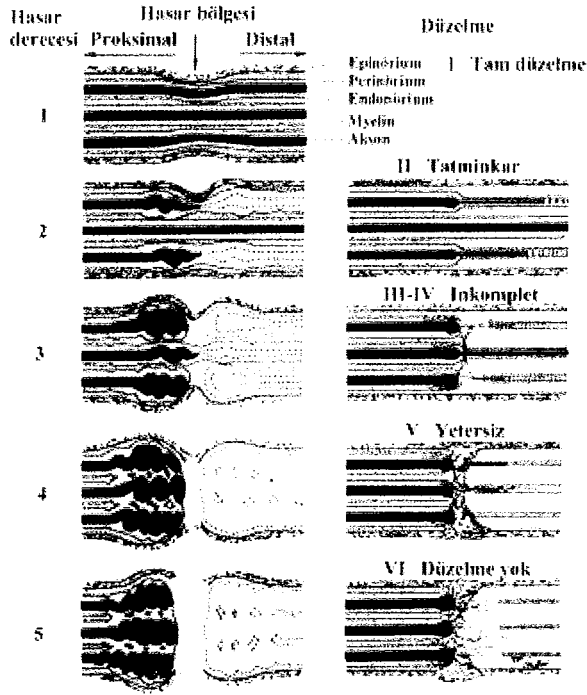 Hasar derecesi
Hasar bölgesi
Proksimal
Distal
Düzelme
Epinörium
Perinörium
Endonörium
Myelin
Akson
I Tam düzelme
1
II Tatminkar
2
III-IV Inkomplet
3
V Yetersiz
4
VI Düzelme yok
5